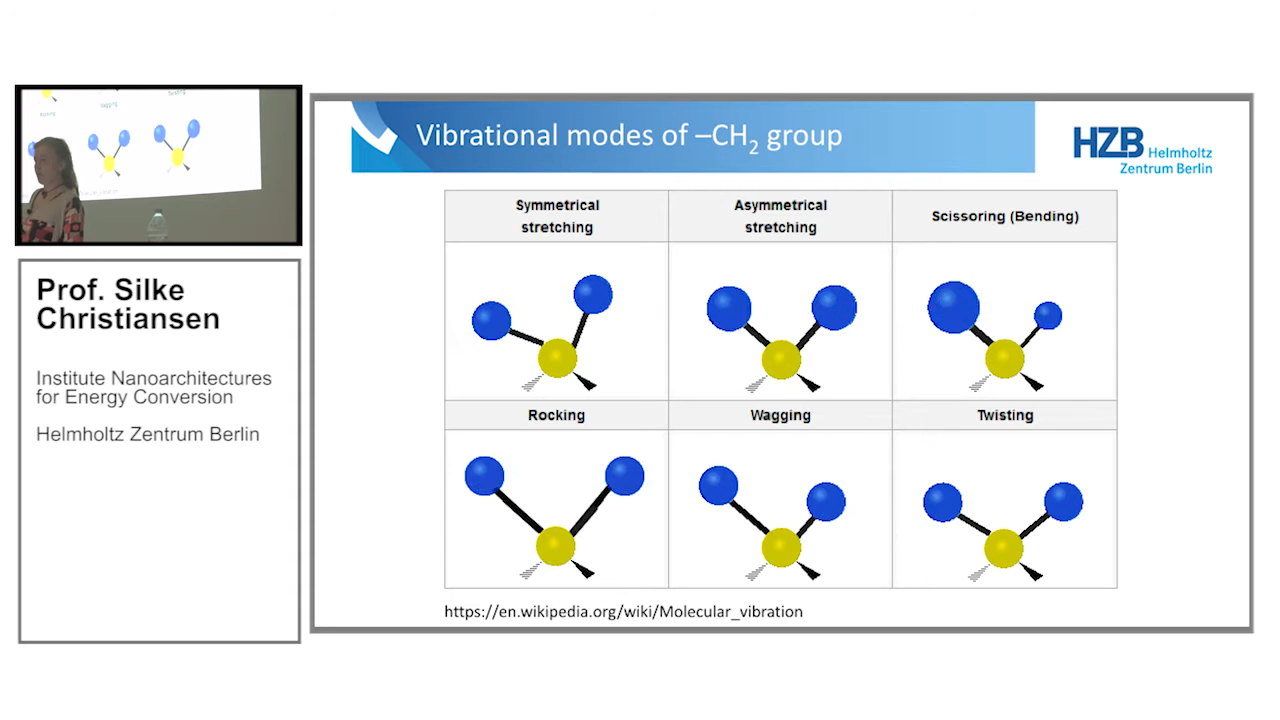 Prof. Silke
Christiansen
Institute Nanoarchitectures
for Energy Conversion
Helmholtz Zentrum Berlin
Vibrational modes of –CH2 group
HZB Helmholtz
Zentrum Berlin
Symmetrical
stretching
Asymmetrical
stretching
Scissoring (Bending)
Rocking
Wagging
Twisting
https://en.wikipedia.org/wiki/Molecular_vibration